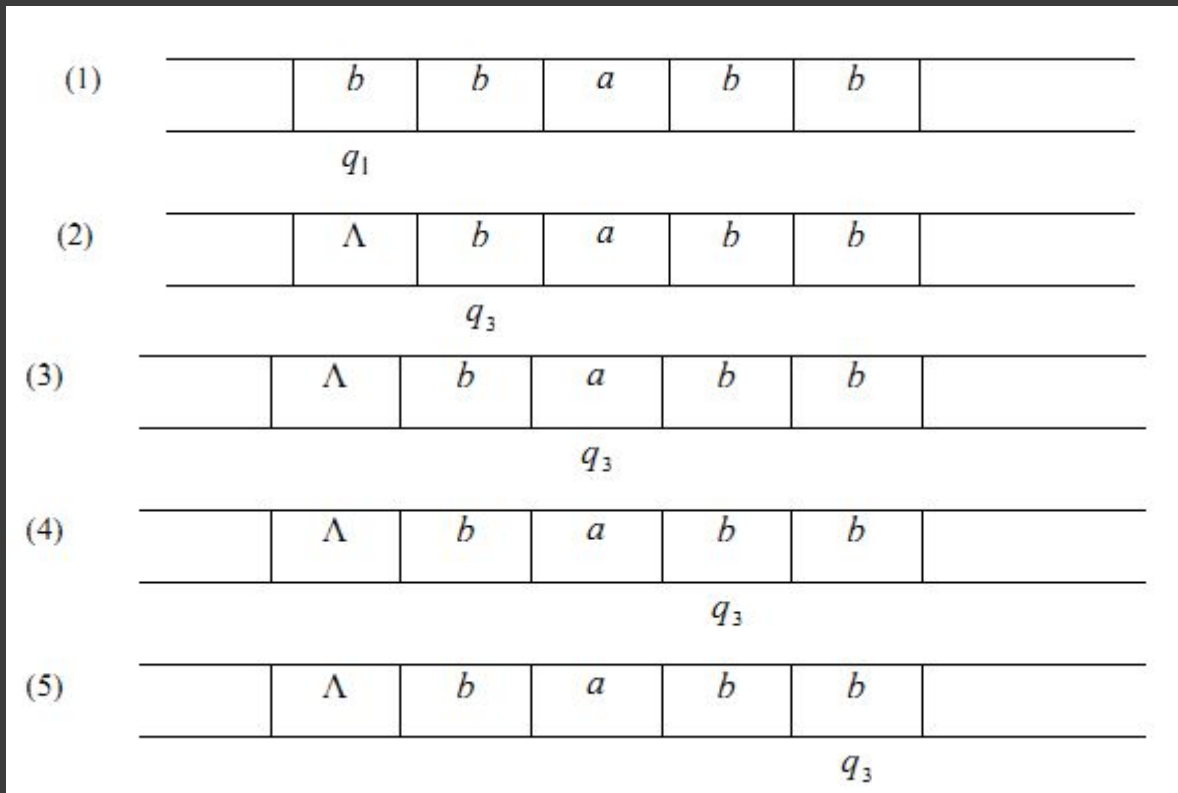 (1) b b a b b
q₁
(2) Λ b a b b
q₃
(3) Λ b a b b
q₃
(4) Λ b a b b
q₃
(5) Λ b a b b
q₃